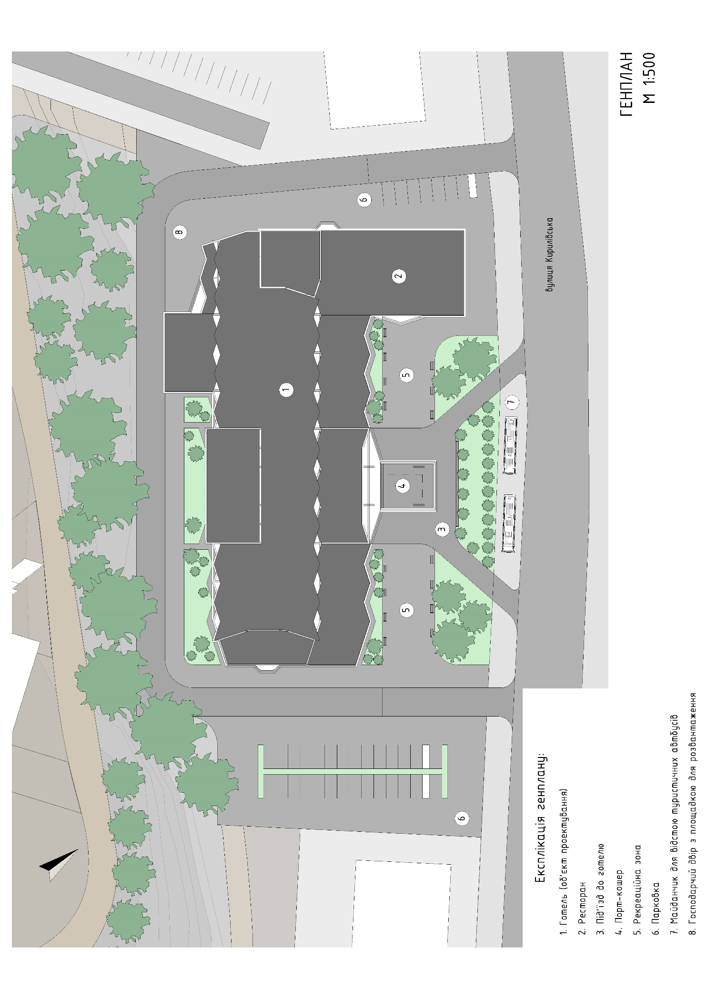 ГЕНПЛАН
М 1:500
8
6
2
1
5
7
4
3
5
6
вулиця Кирилівська
Експлікація генплану:
1. Готель (об'єкт проектування)
2. Ресторан
3. Під'їзд до готелю
4. Порт-кошер
5. Рекреаційна зона
6. Парковка
7. Майданчик для відстою туристичних автобусів
8. Господарчий двір з площадкою для розвантаження